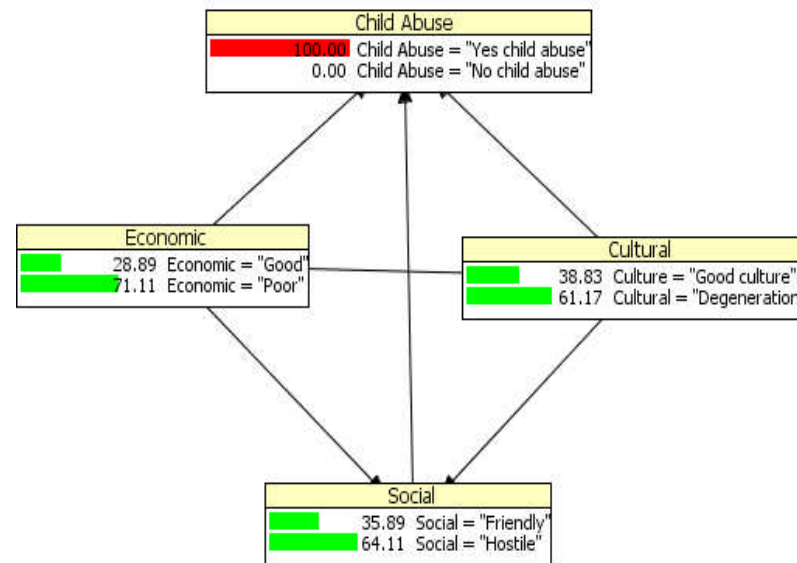 Child Abuse
100.00 Child Abuse = "Yes child abuse"
0.00 Child Abuse = "No child abuse"
Economic
28.89 Economic = "Good"
71.11 Economic = "Poor"
Cultural
38.83 Culture = "Good culture"
61.17 Cultural = "Degeneration
Social
35.89 Social = "Friendly"
64.11 Social = "Hostile"